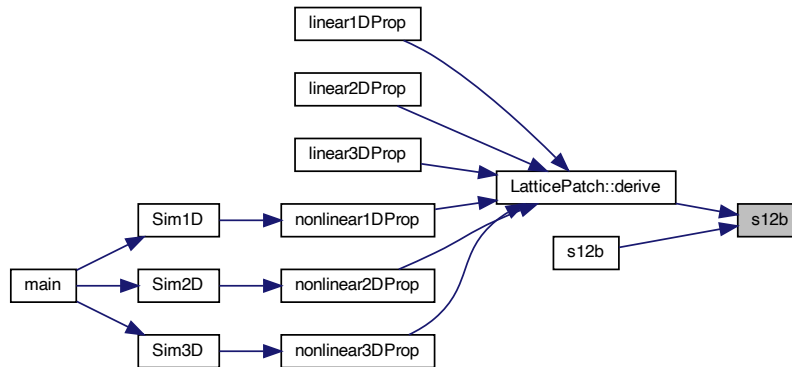 linear1DProp
linear2DProp
linear3DProp
LatticePatch::derive
Sim1D
nonlinear1DProp
s12b
s12b
main
Sim2D
nonlinear2DProp
Sim3D
nonlinear3DProp